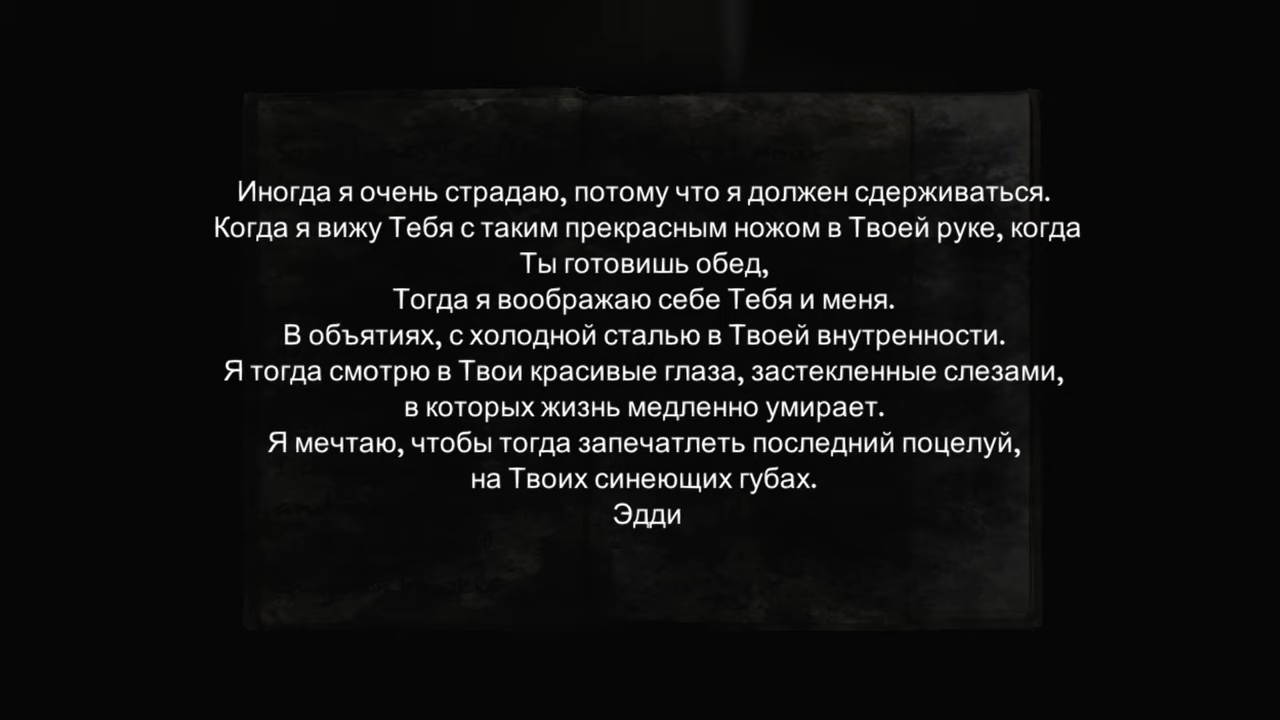 Иногда я очень страдаю, потому что я должен сдерживаться.
Когда я вижу Тебя с таким прекрасным ножом в Твоей руке, когда
Ты готовишь обед,
Тогда я воображаю себе Тебя и меня.
В объятиях, с холодной сталью в Твоей внутренности.
Я тогда смотрю в Твои красивые глаза, застекленные слезами,
в которых жизнь медленно умирает.
Я мечтаю, чтобы тогда запечатлеть последний поцелуй,
на Твоих синеющих губах.
Эдди